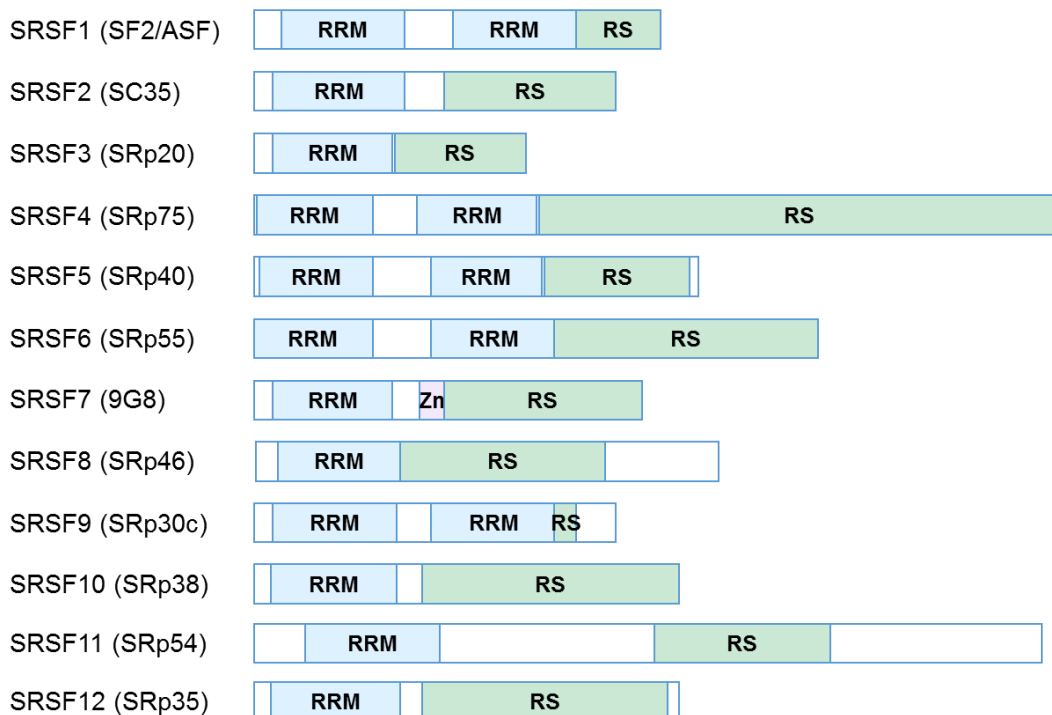 SRSF1 (SF2/ASF) RRM RRM RS
SRSF2 (SC35) RRM RS
SRSF3 (SRp20) RRM RS
SRSF4 (SRp75) RRM RRM RS
SRSF5 (SRp40) RRM RRM RS
SRSF6 (SRp55) RRM RRM RS
SRSF7 (9G8) RRM Zn RS
SRSF8 (SRp46) RRM RS
SRSF9 (SRp30c) RRM RRM RS
SRSF10 (SRp38) RRM RS
SRSF11 (SRp54) RRM RS
SRSF12 (SRp35) RRM RS